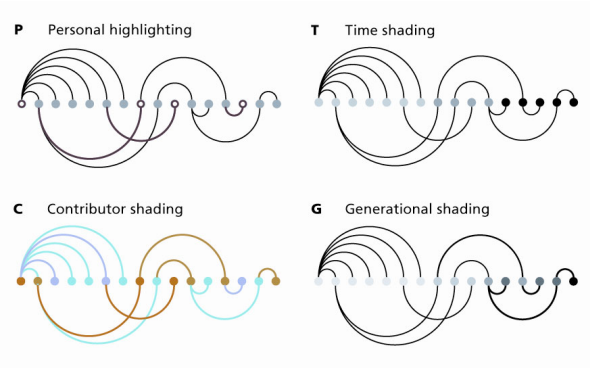 P Personal highlighting
T Time shading
C Contributor shading
G Generational shading